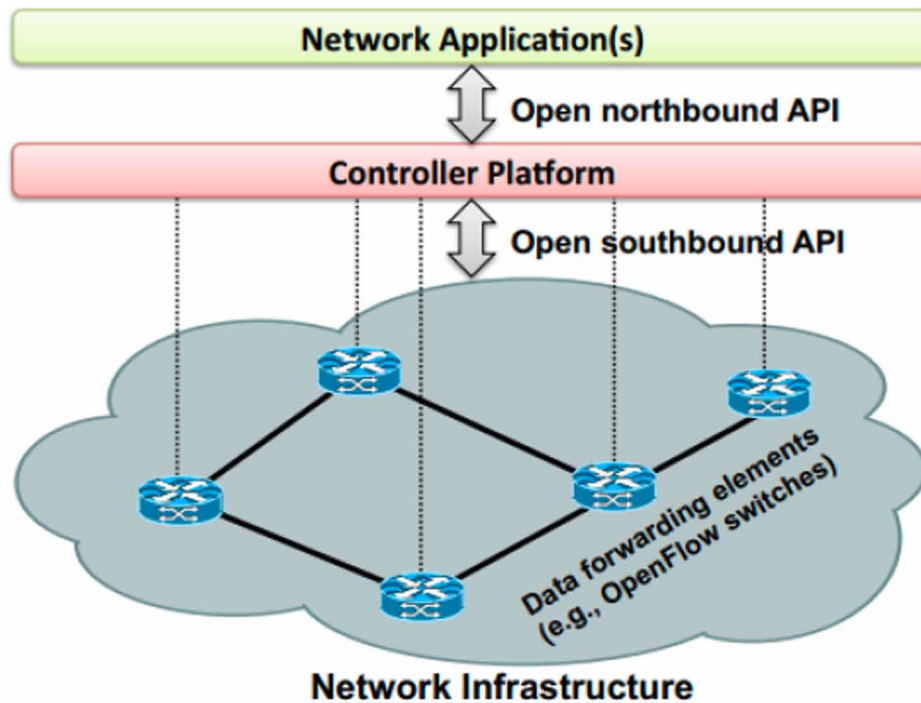 Network Application(s)
Open northbound API
Controller Platform
Open southbound API
Data forwarding elements
(e.g., OpenFlow switches)
Network Infrastructure